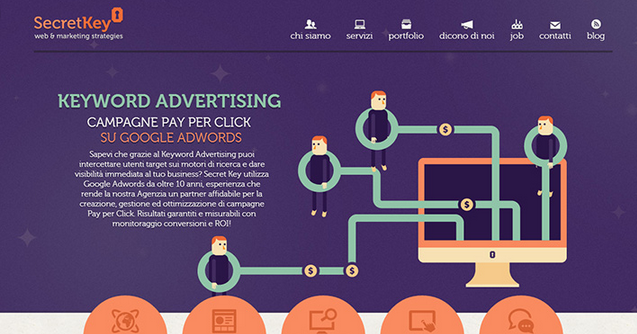 SecretKey
web & marketing strategies
chi siamo
servizi
portfolio
dicono di noi
job
contatti
blog
KEYWORD ADVERTISING
CAMPAGNE PAY PER CLICK
SU GOOGLE ADWORDS
Sapevi che grazie al Keyword Advertising puoi
intercettare utenti target sui motori di ricerca e dare
visibilità immediata al tuo business? Secret Key utilizza
Google Adwords da oltre 10 anni, esperienza che
rende la nostra Agenzia un partner affidabile per la
creazione, gestione ed ottimizzazione di campagne
Pay per Click. Risultati garantiti e misurabili con
monitoraggio conversioni e ROI!
$
$
$ $